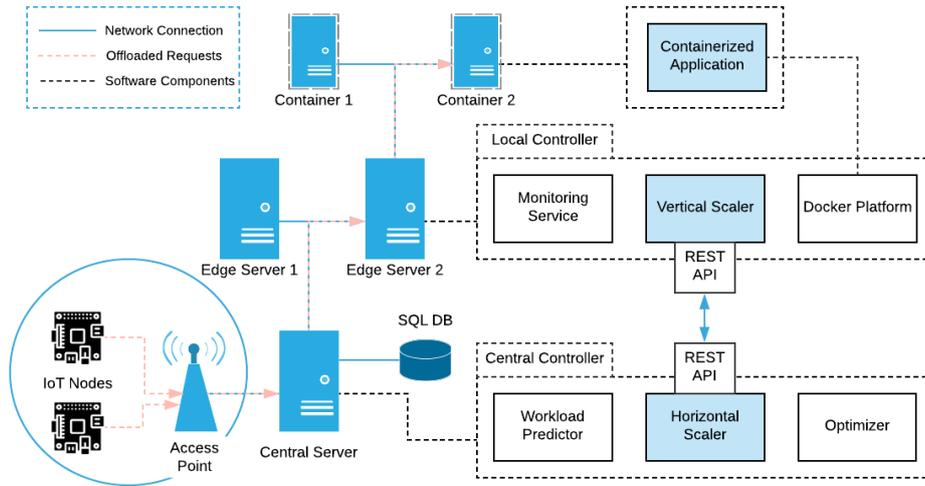 Network Connection
Offloaded Requests
Software Components
Container 1
Container 2
Containerized
Application
Local Controller
Monitoring
Service
Vertical Scaler
Docker Platform
REST
API
Edge Server 1
Edge Server 2
SQL DB
Central Controller
REST
API
IoT Nodes
Access
Point
Central Server
Workload
Predictor
Horizontal
Scaler
Optimizer